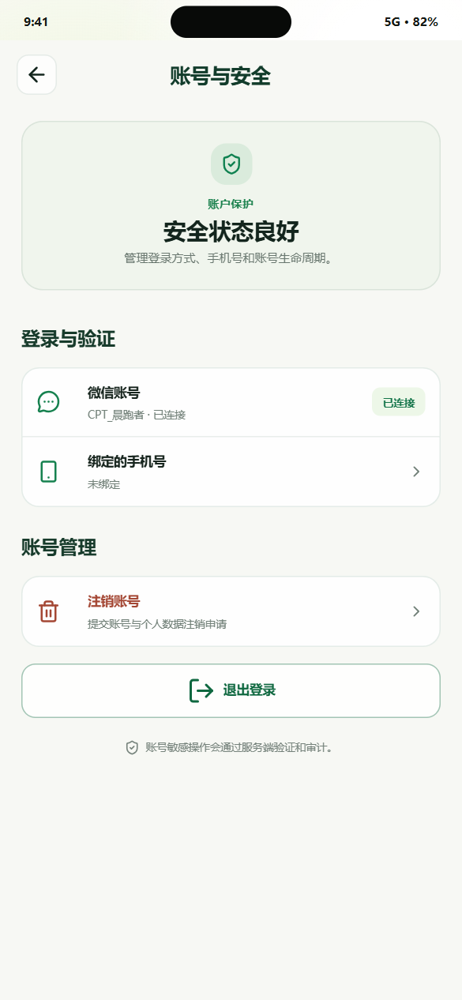 9:41
5G • 82%
账号与安全
账户保护
安全状态良好
管理登录方式、手机号和账号生命周期。
登录与验证
微信账号
CPT_晨跑者 · 已连接
已连接
绑定的手机号
未绑定
账号管理
注销账号
提交账号与个人数据注销申请
退出登录
账号敏感操作会通过服务端验证和审计。